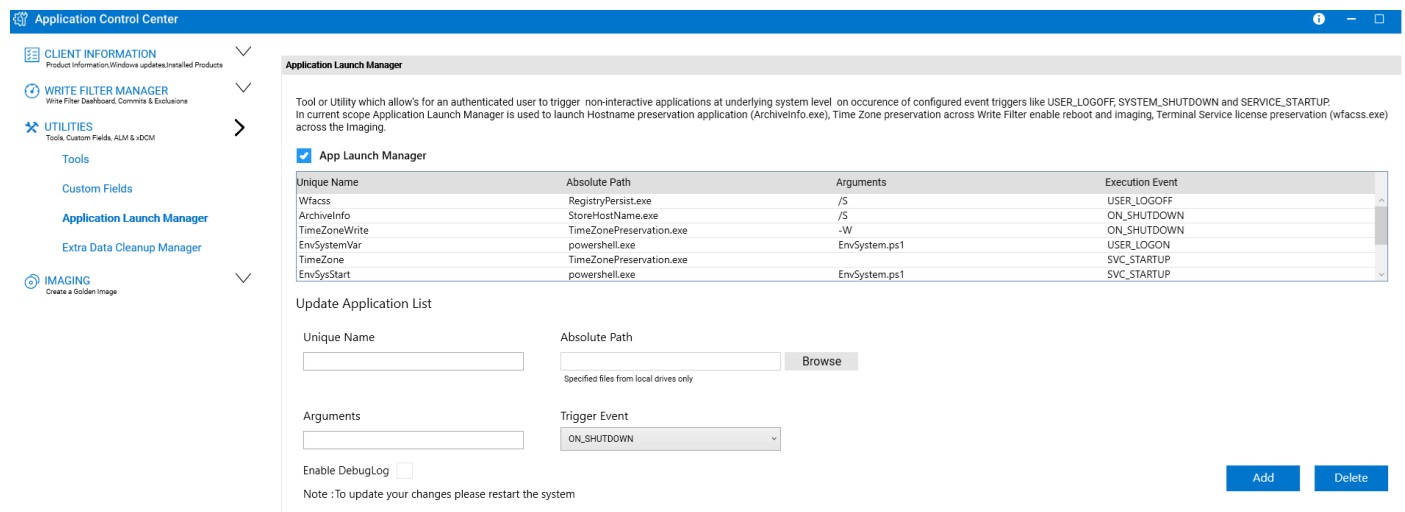 Application Control Center
CLIENT INFORMATION
Product Information,Windows updates,Installed Products
WRITE FILTER MANAGER
Write Filter Dashboard, Commits & Exclusions
UTILITIES
Tools, Custom Fields, ALM & xDCM
Tools
Custom Fields
Application Launch Manager
Extra Data Cleanup Manager
IMAGING
Create a Golden Image
Application Launch Manager
Tool or Utility which allow's for an authenticated user to trigger non-interactive applications at underlying system level on occurence of configured event triggers like USER_LOGOFF, SYSTEM_SHUTDOWN and SERVICE_STARTUP.
In current scope Application Launch Manager is used to launch Hostname preservation application (ArchiveInfo.exe), Time Zone preservation across Write Filter enable reboot and imaging, Terminal Service license preservation (wfacss.exe)
across the Imaging.
App Launch Manager
Unique Name Absolute Path Arguments Execution Event
Wfacss RegistryPersist.exe /S USER_LOGOFF
ArchiveInfo StoreHostName.exe /S ON_SHUTDOWN
TimeZoneWrite TimeZonePreservation.exe -W ON_SHUTDOWN
EnvSystemVar powershell.exe EnvSystem.ps1 USER_LOGON
TimeZone TimeZonePreservation.exe SVC_STARTUP
EnvSysStart powershell.exe EnvSystem.ps1 SVC_STARTUP
Update Application List
Unique Name Absolute Path
Browse
Specified files from local drives only
Arguments Trigger Event
ON_SHUTDOWN
Enable DebugLog
Add Delete
Note :To update your changes please restart the system